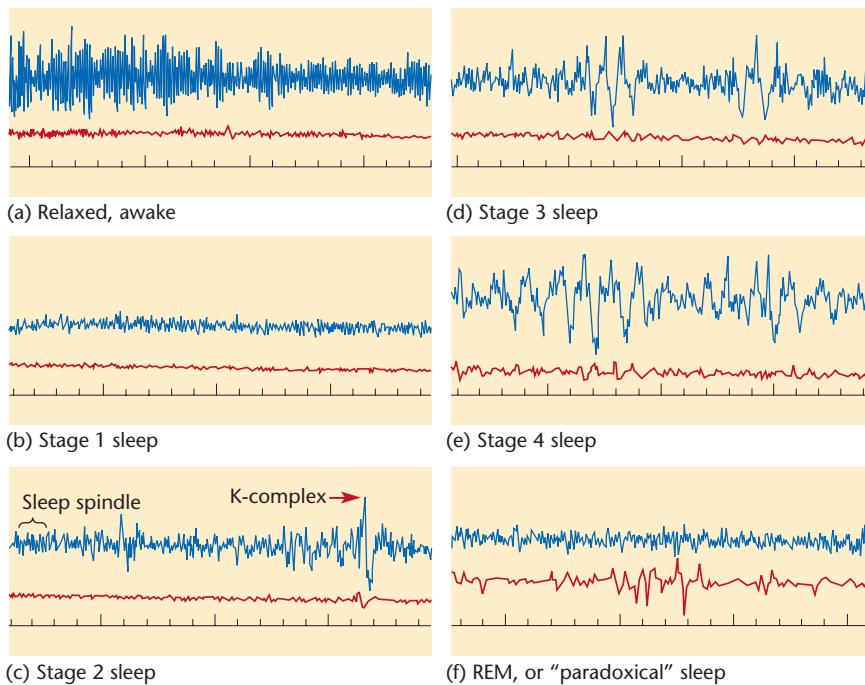 (a) Relaxed, awake
(b) Stage 1 sleep
Sleep spindle
K-complex
(c) Stage 2 sleep
(d) Stage 3 sleep
(e) Stage 4 sleep
(f) REM, or “paradoxical” sleep